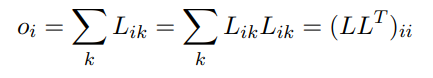 $o_i = \sum_k L_{ik} = \sum_k L_{ik} L_{ik} = (LL^T)_{ii}$